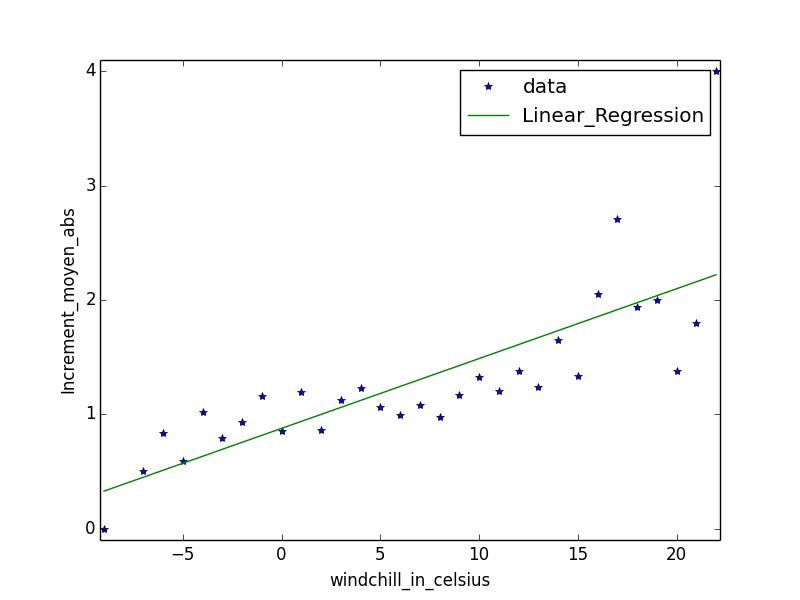 4
3
2
1
0
data
Linear_Regression
Increment_moyen_abs
−5 0 5 10 15 20
windchill_in_celsius